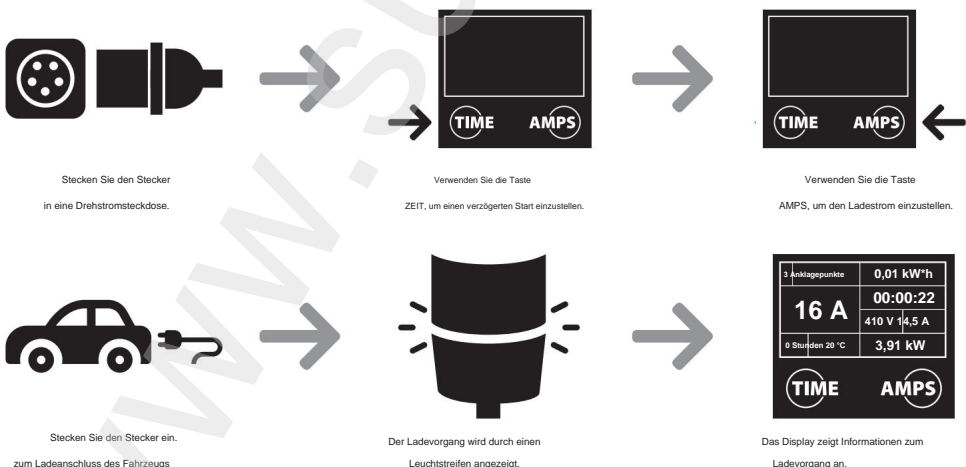 TIME AMPS
TIME AMPS
Stecken Sie den Stecker
in eine Drehstromsteckdose.
Verwenden Sie die Taste
ZEIT, um einen verzögerten Start einzustellen.
Verwenden Sie die Taste
AMPS, um den Ladestrom einzustellen.
3 Anklagepunkte 0,01 kW*h
16 A 00:00:22
410 V 14,5 A
0 Stunden 20 °C 3,91 kW
TIME AMPS
Stecken Sie den Stecker ein.
zum Ladeanschluss des Fahrzeugs
Der Ladevorgang wird durch einen
Leuchtstreifen angezeigt.
Das Display zeigt Informationen zum
Ladevorgang an.